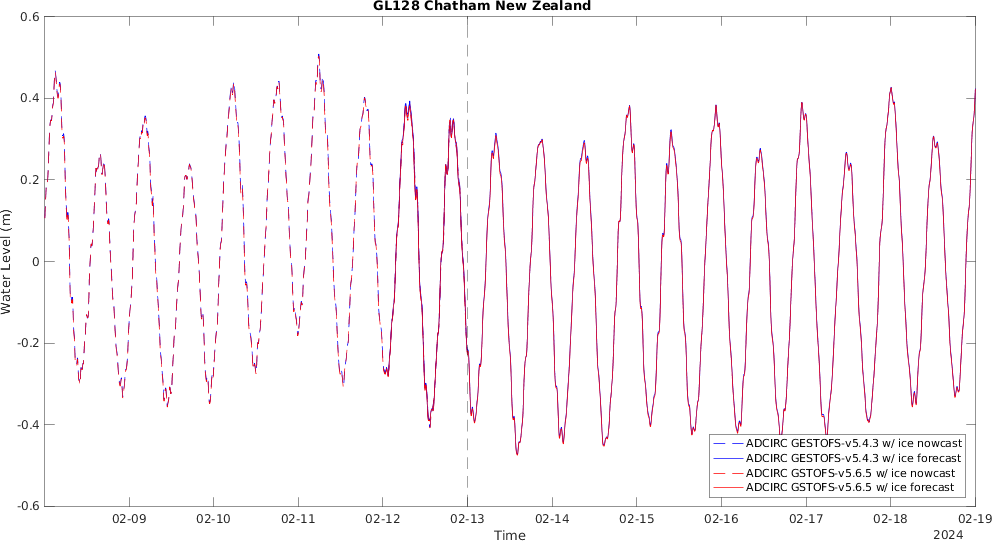 GL128 Chatham New Zealand
0.6
0.4
0.2
0
-0.2
-0.4
-0.6
Water Level (m)
ADCIRC GESTOFS-v5.4.3 w/ ice nowcast
ADCIRC GESTOFS-v5.4.3 w/ ice forecast
ADCIRC GSTOFS-v5.6.5 w/ ice nowcast
ADCIRC GSTOFS-v5.6.5 w/ ice forecast
02-09 02-10 02-11 02-12 02-13 02-14 02-15 02-16 02-17 02-18 02-19
Time
2024